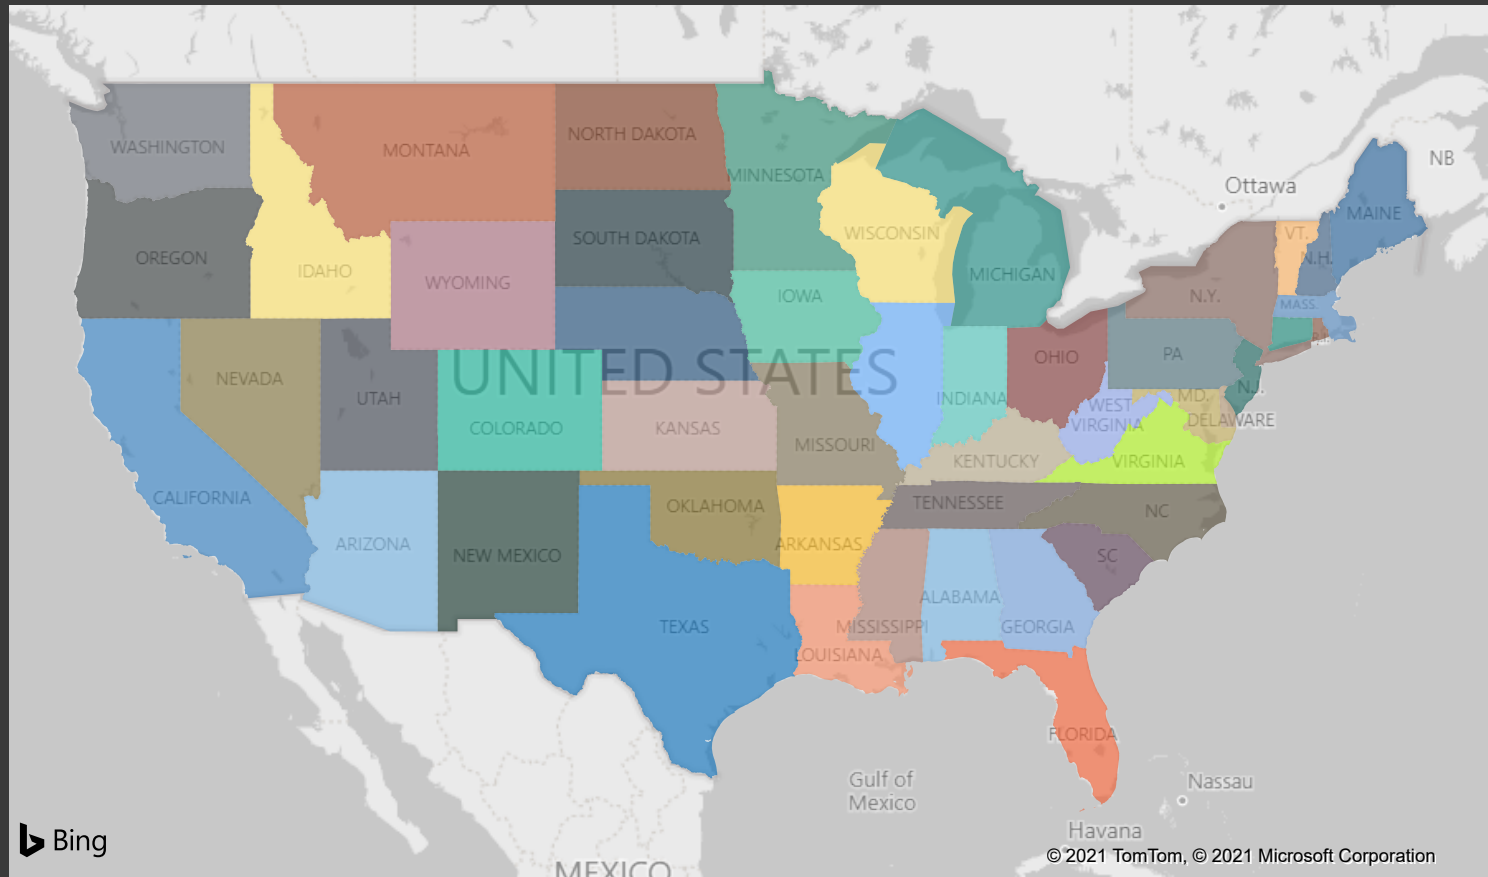 NB
Ottawa
WASHINGTON
MONTANA
NORTH DAKOTA
MINNESOTA
MAINE
VT.
N.H.
OREGON
IDAHO
SOUTH DAKOTA
WISCONSIN
MICHIGAN
WYOMING
IOWA
N.Y.
MASS.
UNITED STATES
NEVADA
UTAH
COLORADO
KANSAS
MISSOURI
INDIANA
OHIO
PA
N.J.
MD.
DELAWARE
WEST
VIRGINIA
KENTUCKY
VIRGINIA
CALIFORNIA
ARIZONA
NEW MEXICO
OKLAHOMA
ARKANSAS
TENNESSEE
NC
SC
TEXAS
LOUISIANA
MISSISSIPPI
ALABAMA
GEORGIA
FLORIDA
Gulf of
Mexico
Nassau
Havana
MEXICO
Bing
© 2021 TomTom, © 2021 Microsoft Corporation